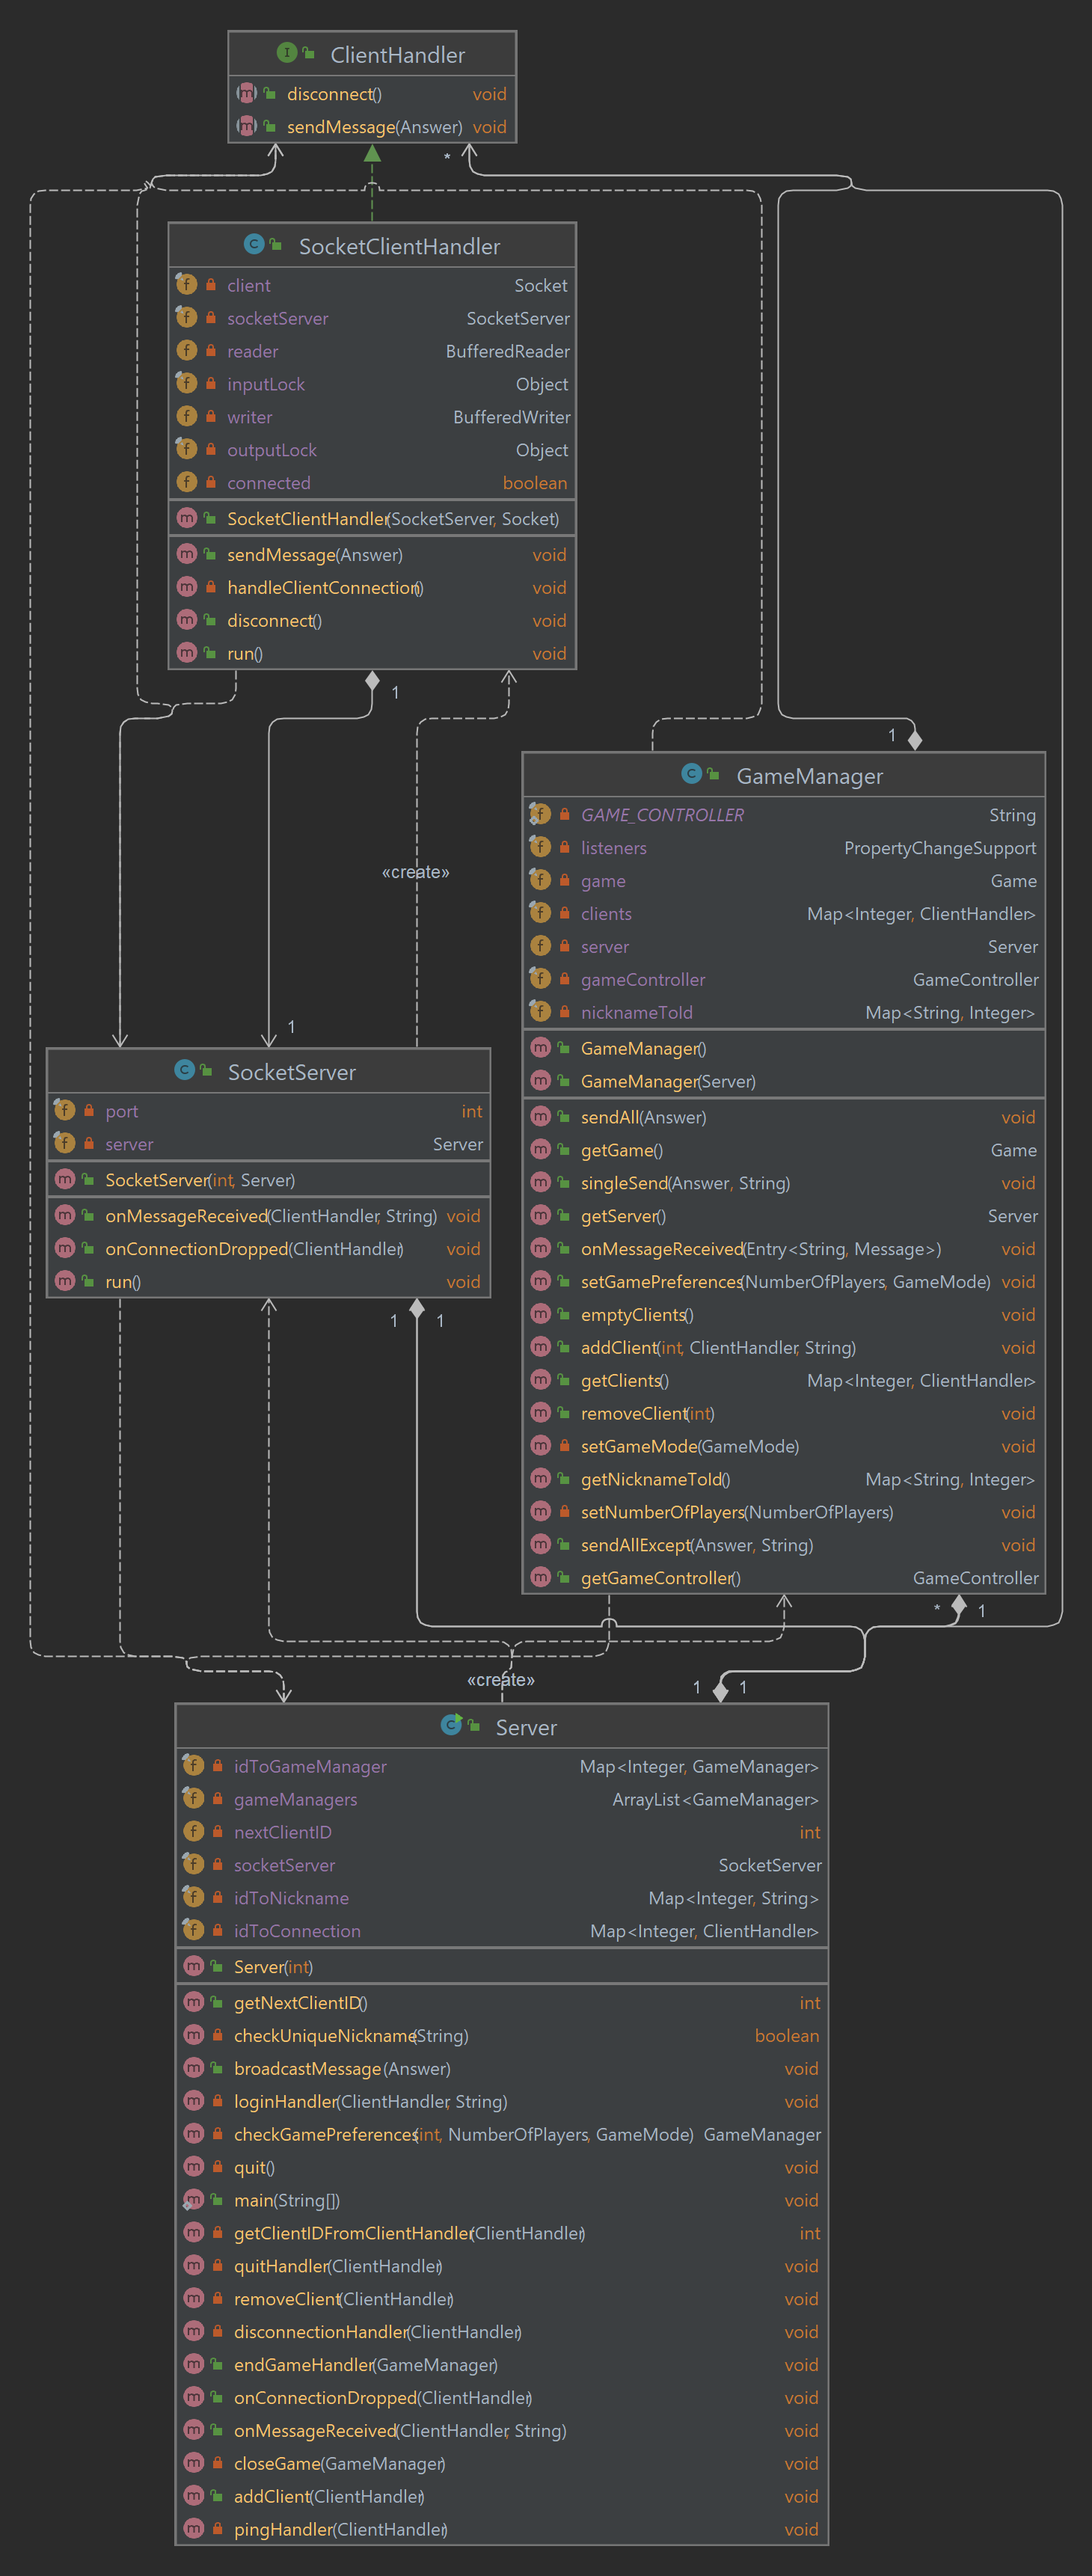 ClientHandler
disconnect() void
sendMessage(Answer) void
*
SocketClientHandler
client Socket
socketServer SocketServer
reader BufferedReader
inputLock Object
writer BufferedWriter
outputLock Object
connected boolean
SocketClientHandler(SocketServer, Socket)
sendMessage(Answer) void
handleClientConnection() void
disconnect() void
run() void
1
1
GameManager
GAME_CONTROLLER String
listeners PropertyChangeSupport
game Game
clients Map<Integer, ClientHandler>
server Server
gameController GameController
nicknameToId Map<String, Integer>
GameManager()
GameManager(Server)
sendAll(Answer) void
getGame() Game
singleSend(Answer, String) void
getServer() Server
onMessageReceived(Entry<String, Message>) void
setGamePreferences(NumberOfPlayers, GameMode) void
emptyClients() void
addClient(int, ClientHandler, String) void
getClients() Map<Integer, ClientHandler>
removeClient(int) void
setGameMode(GameMode) void
getNicknameToId() Map<String, Integer>
setNumberOfPlayers(NumberOfPlayers) void
sendAllExcept(Answer, String) void
getGameController() GameController
«create»
1
SocketServer
port int
server Server
SocketServer(int, Server)
onMessageReceived(ClientHandler, String) void
onConnectionDropped(ClientHandler) void
run() void
1 1
* 1
«create»
1 1
Server
idToGameManager Map<Integer, GameManager>
gameManagers ArrayList<GameManager>
nextClientID int
socketServer SocketServer
idToNickname Map<Integer, String>
idToConnection Map<Integer, ClientHandler>
Server(int)
getNextClientID() int
checkUniqueNickname(String) boolean
broadcastMessage(Answer) void
loginHandler(ClientHandler, String) void
checkGamePreferences(int, NumberOfPlayers, GameMode) GameManager
quit() void
main(String[]) void
getClientIDFromClientHandler(ClientHandler) int
quitHandler(ClientHandler) void
removeClient(ClientHandler) void
disconnectionHandler(ClientHandler) void
endGameHandler(GameManager) void
onConnectionDropped(ClientHandler) void
onMessageReceived(ClientHandler, String) void
closeGame(GameManager) void
addClient(ClientHandler) void
pingHandler(ClientHandler) void